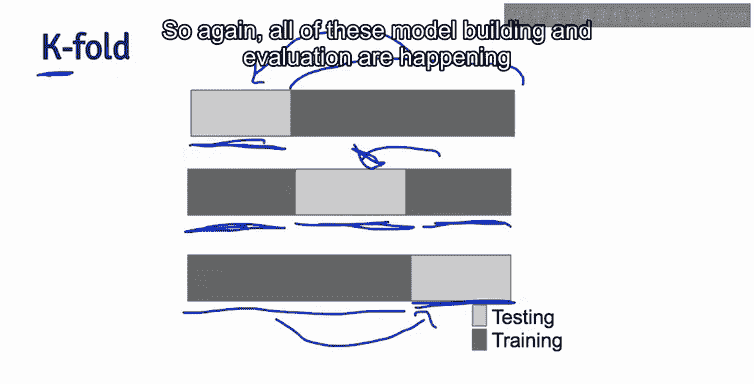 So again, all of these model building and
evaluation are happening
K-fold
Testing
Training